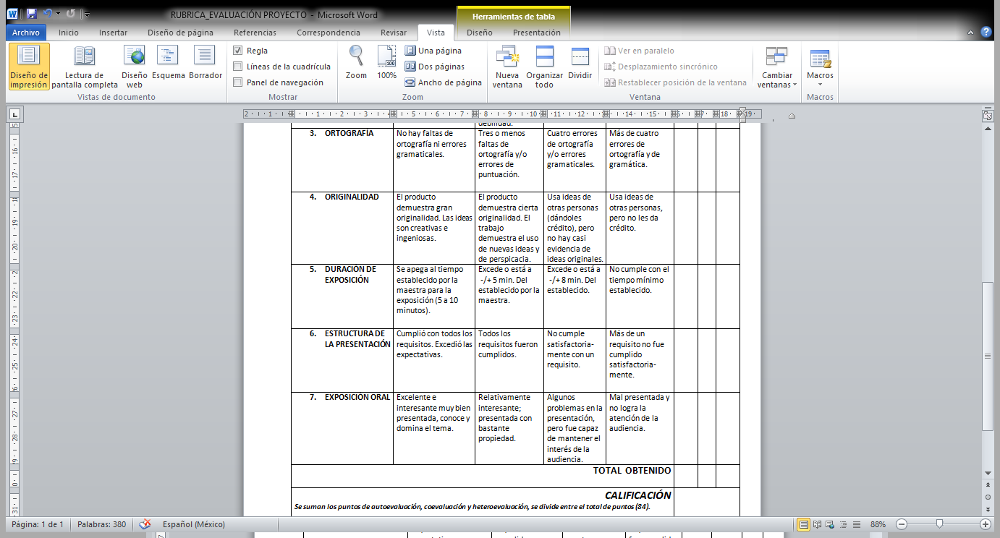 RUBRICA_EVALUACIÓN PROYECTO - Microsoft Word
Herramientas de tabla
Archivo Inicio Insertar Diseño de página Referencias Correspondencia Revisar Vista Diseño Presentación
Diseño de impresión
Lectura de pantalla completa
Diseño web
Esquema
Borrador
Vistas de documento
Regla
Líneas de la cuadrícula
Panel de navegación
Mostrar
Zoom
100%
Una página
Dos páginas
Ancho de página
Zoom
Nueva ventana
Organizar todo
Dividir
Ver en paralelo
Desplazamiento sincrónico
Restablecer posición de la ventana
Ventana
Cambiar ventanas
Macros
Macros
debilidad.
3. ORTOGRAFÍA
No hay faltas de
ortografía ni errores
gramaticales.
Tres o menos
faltas de
ortografía y/o
errores de
puntuación.
Cuatro errores
de ortografía
y/o errores
gramaticales.
Más de cuatro
errores de
ortografía y de
gramática.
4. ORIGINALIDAD
El producto
demuestra gran
originalidad. Las ideas
son creativas e
ingeniosas.
El producto
demuestra cierta
originalidad. El
trabajo
demuestra el uso
de nuevas ideas y
de perspicacia.
Usa ideas de
otras personas
(dándoles
crédito), pero
no hay casi
evidencia de
ideas originales.
Usa ideas de
otras personas,
pero no les da
crédito.
5. DURACIÓN DE
EXPOSICIÓN
Se apega al tiempo
establecido por la
maestra para la
exposición (5 a 10
minutos).
Excede o está a
-/+ 5 min. Del
establecido por la
maestra.
Excede o está a
-/+ 8 min. Del
establecido.
No cumple con el
tiempo mínimo
establecido.
6. ESTRUCTURA DE
LA PRESENTACIÓN
Cumplió con todos los
requisitos. Excedió las
expectativas.
Todos los
requisitos fueron
cumplidos.
No cumple
satisfactoria-
mente con un
requisito.
Más de un
requisito no fue
cumplido
satisfactoria-
mente.
7. EXPOSICIÓN ORAL
Excelente e
interesante muy bien
presentada, conoce y
domina el tema.
Relativamente
interesante;
presentada con
bastante
propiedad.
Algunos
problemas en la
presentación,
pero fue capaz
de mantener el
interés de la
audiencia.
Mal presentada y
no logra la
atención de la
audiencia.
TOTAL OBTENIDO
CALIFICACIÓN
Se suman los puntos de autoevaluación, coevaluación y heteroevaluación, se divide entre el total de puntos (84).
Página: 1 de 1 Palabras: 380 Español (México) 88%